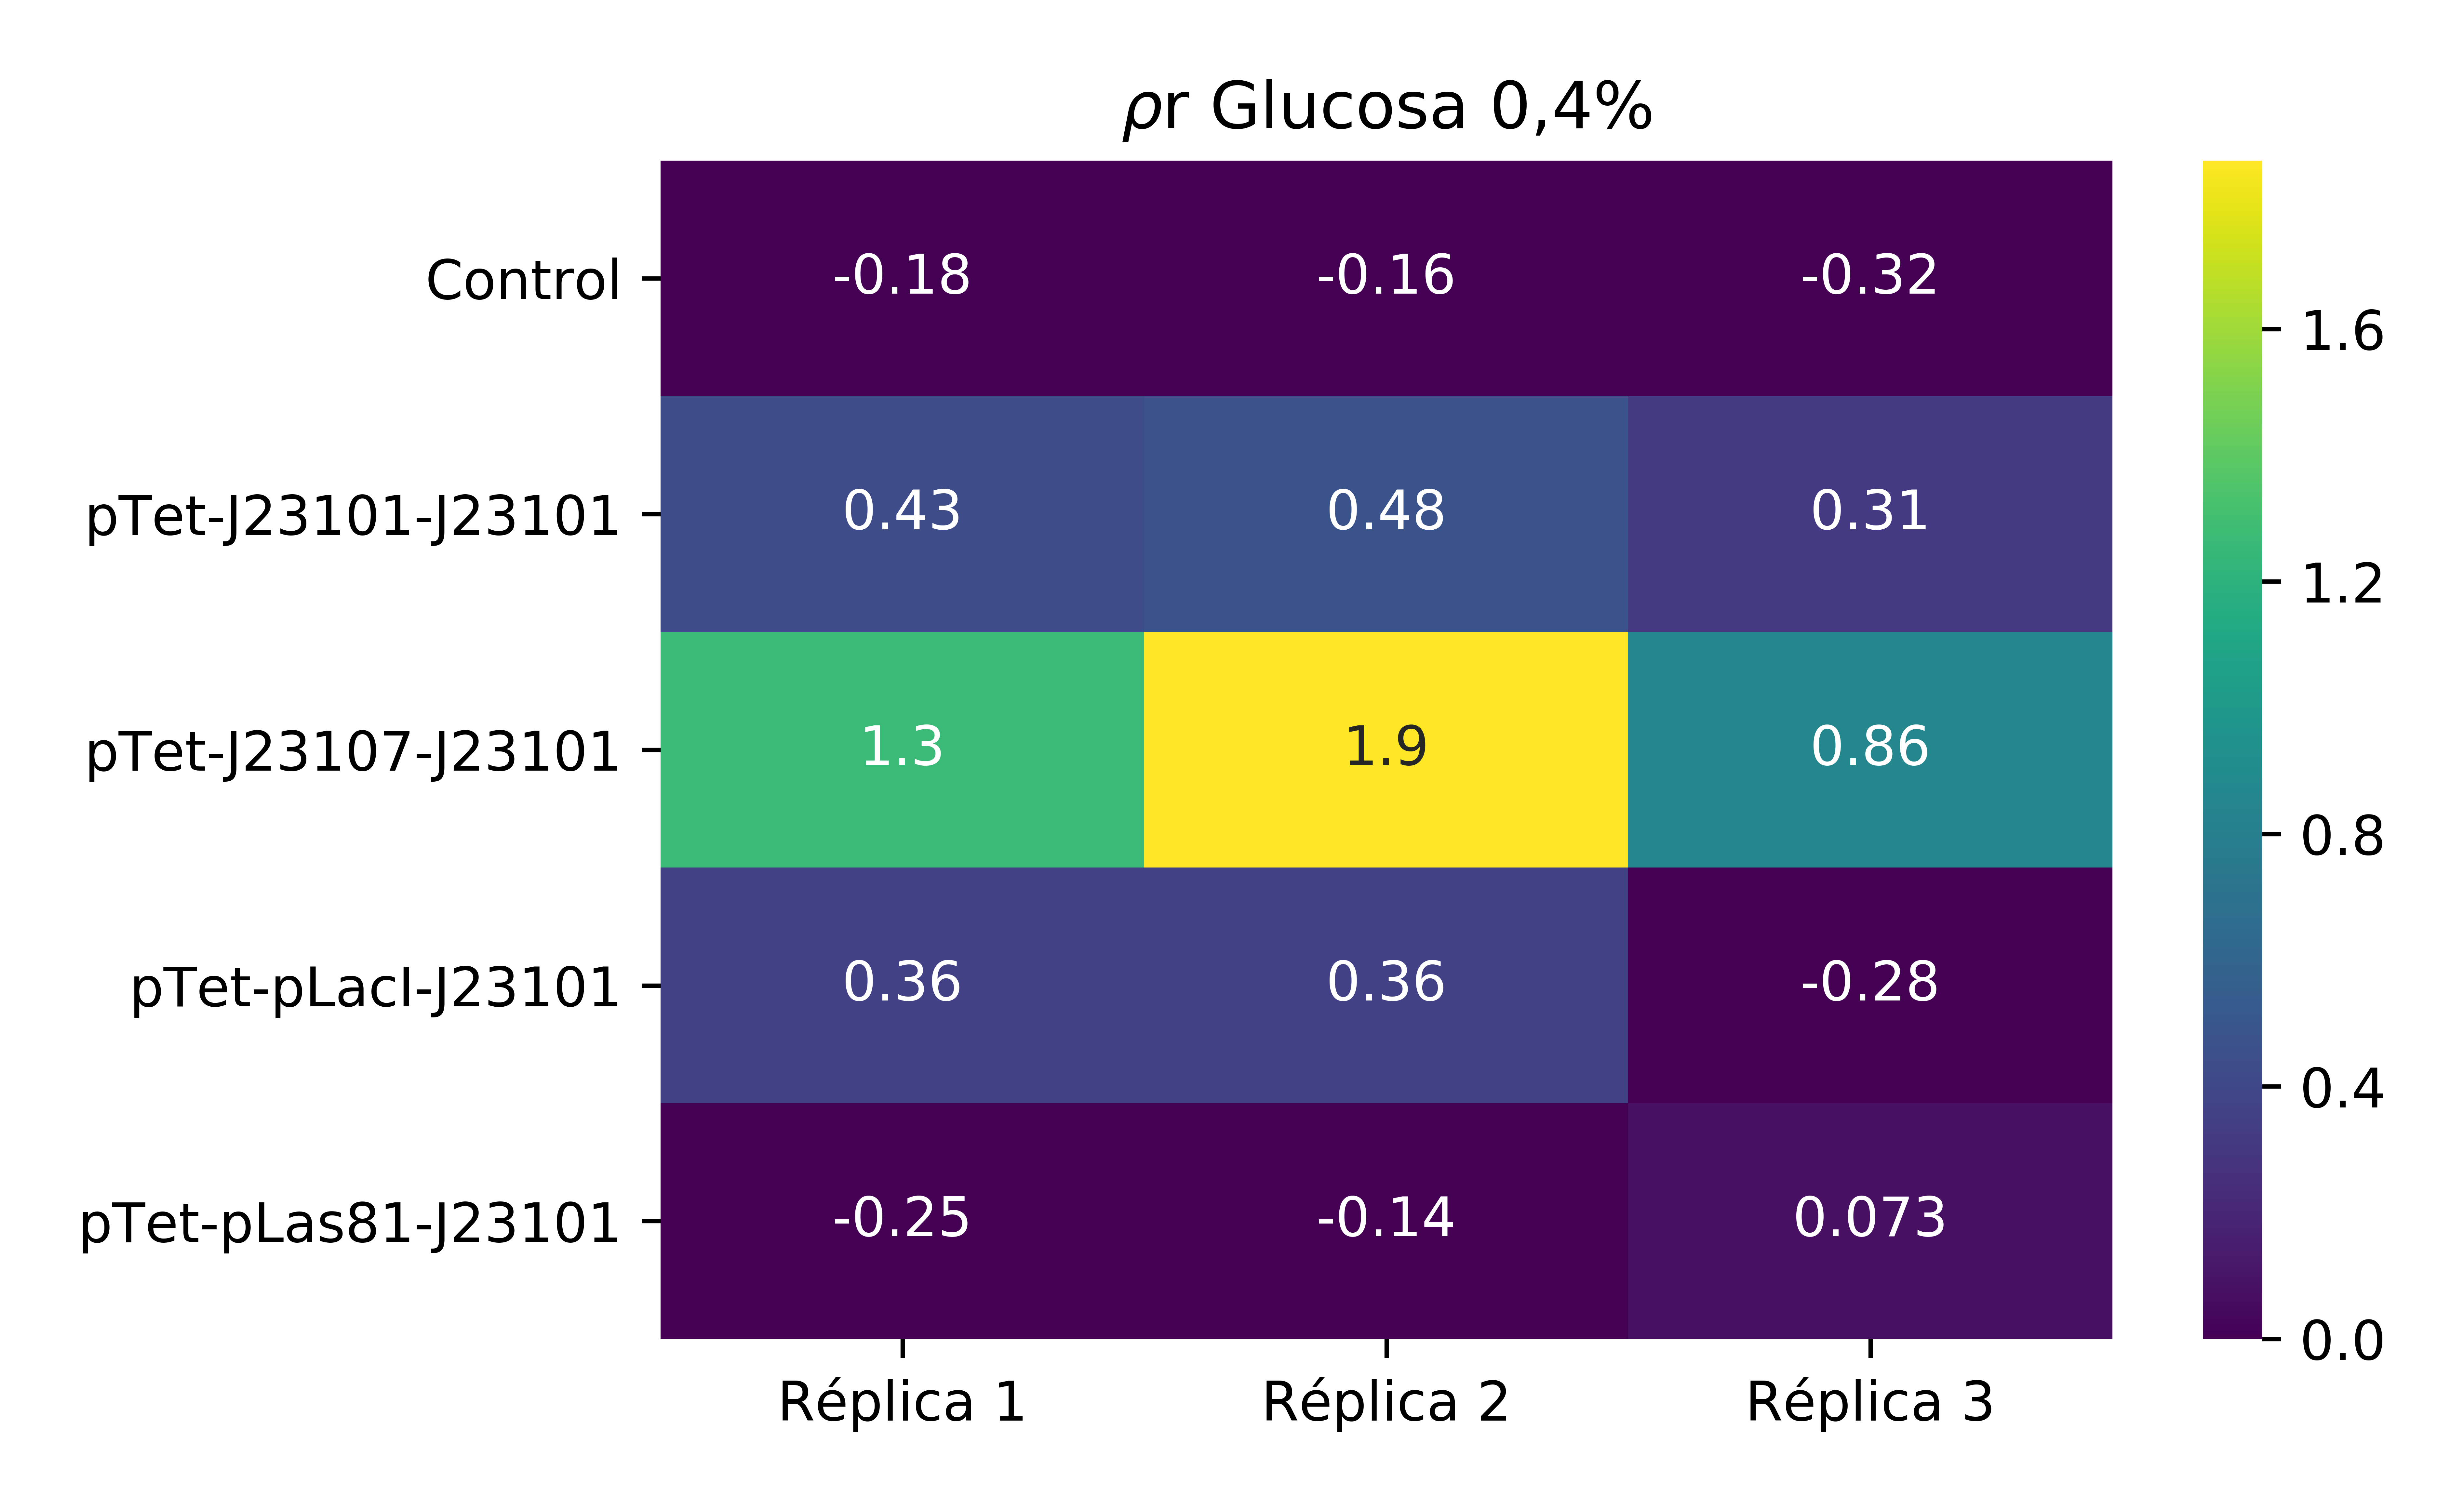 ρr Glucosa 0,4%
Control -0.18 -0.16 -0.32
pTet-J23101-J23101 0.43 0.48 0.31
pTet-J23107-J23101 1.3 1.9 0.86
pTet-pLacI-J23101 0.36 0.36 -0.28
pTet-pLas81-J23101 -0.25 -0.14 0.073
Réplica 1 Réplica 2 Réplica 3
1.6
1.2
0.8
0.4
0.0